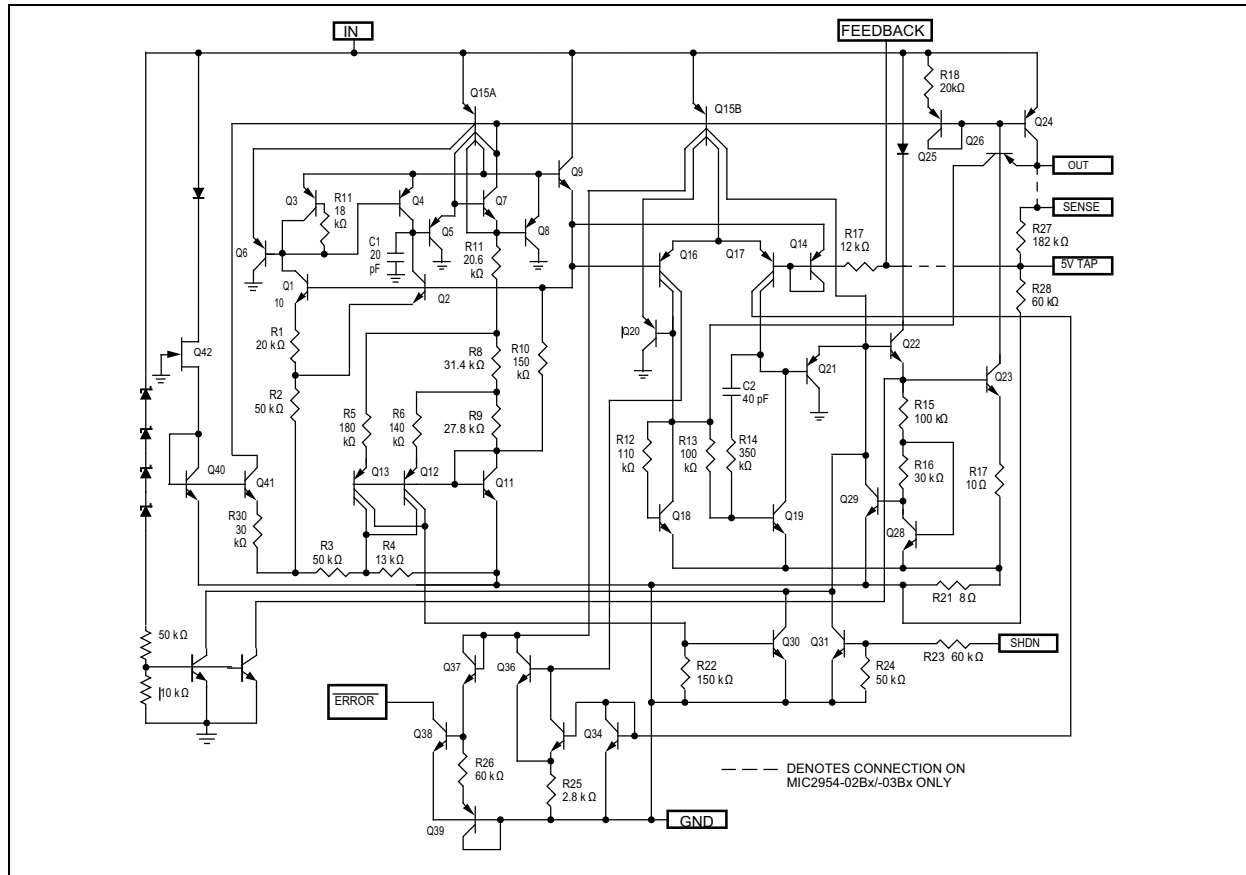 IN
FEEDBACK
R18
20kΩ
Q15A
Q15B
Q24
Q25
Q26
OUT
Q9
Q3
R11
18
kΩ
Q4
Q7
Q5
Q8
SENSE
R27
182 kΩ
Q14
R17
12 kΩ
Q16
Q17
C1
20
pF
R11
20.6
kΩ
Q6
5V TAP
R28
60 kΩ
Q1
10
Q2
Q20
Q22
R1
20 kΩ
R10
150
kΩ
R8
31.4 kΩ
Q42
Q21
Q23
C2
40 pF
R2
50 kΩ
R5
180
kΩ
R6
140
kΩ
R9
27.8 kΩ
R15
100 kΩ
R12
110
kΩ
R13
100
kΩ
R14
350
kΩ
Q40
Q41
Q13
Q12
Q11
R16
30 kΩ
R17
10Ω
Q29
Q18
Q19
Q28
R30
30
kΩ
R3
50 kΩ
R4
13 kΩ
R21 8 Ω
50 kΩ
10 kΩ
Q30
Q31
SHDN
R23 60 kΩ
R22
150 kΩ
R24
50 kΩ
Q37
Q36
ERROR
Q38
Q34
R26
60 kΩ
R25
2.8 k Ω
DENOTES CONNECTION ON
MIC2954-02Bx/-03Bx ONLY
Q39
GND